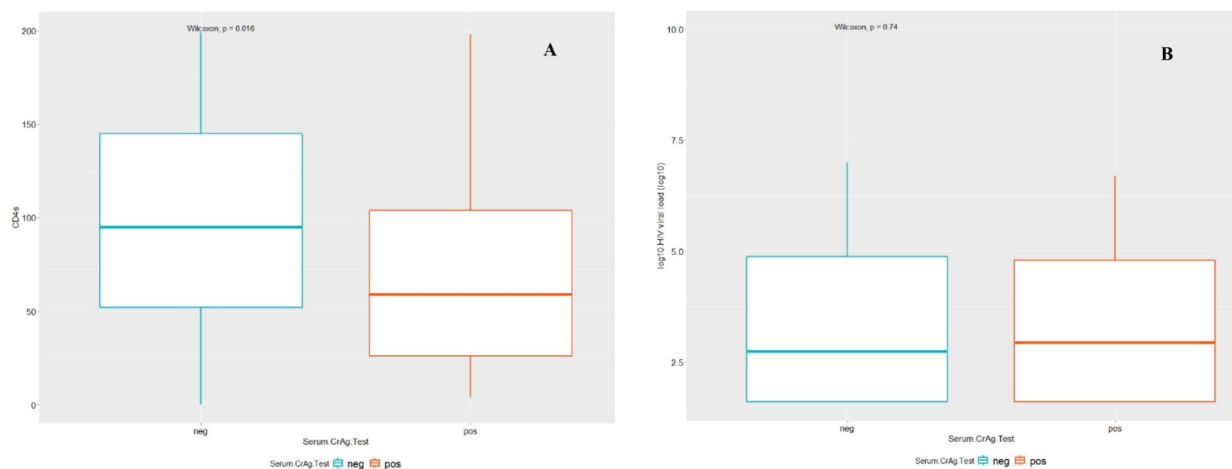 Wilcoxon, p = 0.016
A
200
150
100
50
0
CD4s
neg
pos
Serum.CrAg.Test
Serum.CrAg.Test neg pos
Wilcoxon, p = 0.74
B
10.0
7.5
5.0
2.5
log10 HIV viral load (log10)
neg
pos
Serum.CrAg.Test
Serum.CrAg.Test neg pos